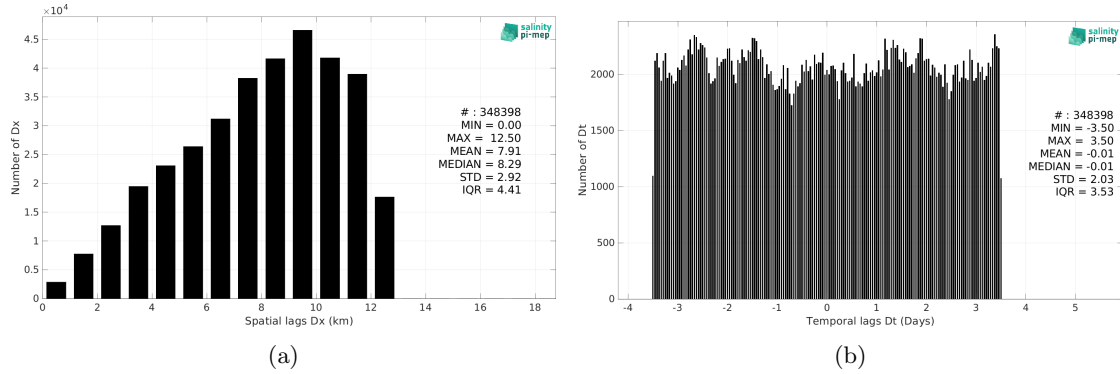 ×10⁴
4.5
4
3.5
3
2.5
2
1.5
1
0.5
0
Number of Dx
0 2 4 6 8 10 12 14 16 18
Spatial lags Dx (km)
salinity
pi-mep
# : 348398
MIN = 0.00
MAX = 12.50
MEAN = 7.91
MEDIAN = 8.29
STD = 2.92
IQR = 4.41
(a)
2000
1500
1000
500
0
Number of Dt
-4 -3 -2 -1 0 1 2 3 4 5
Temporal lags Dt (Days)
salinity
pi-mep
# : 348398
MIN = -3.50
MAX = 3.50
MEAN = -0.01
MEDIAN = -0.01
STD = 2.03
IQR = 3.53
(b)